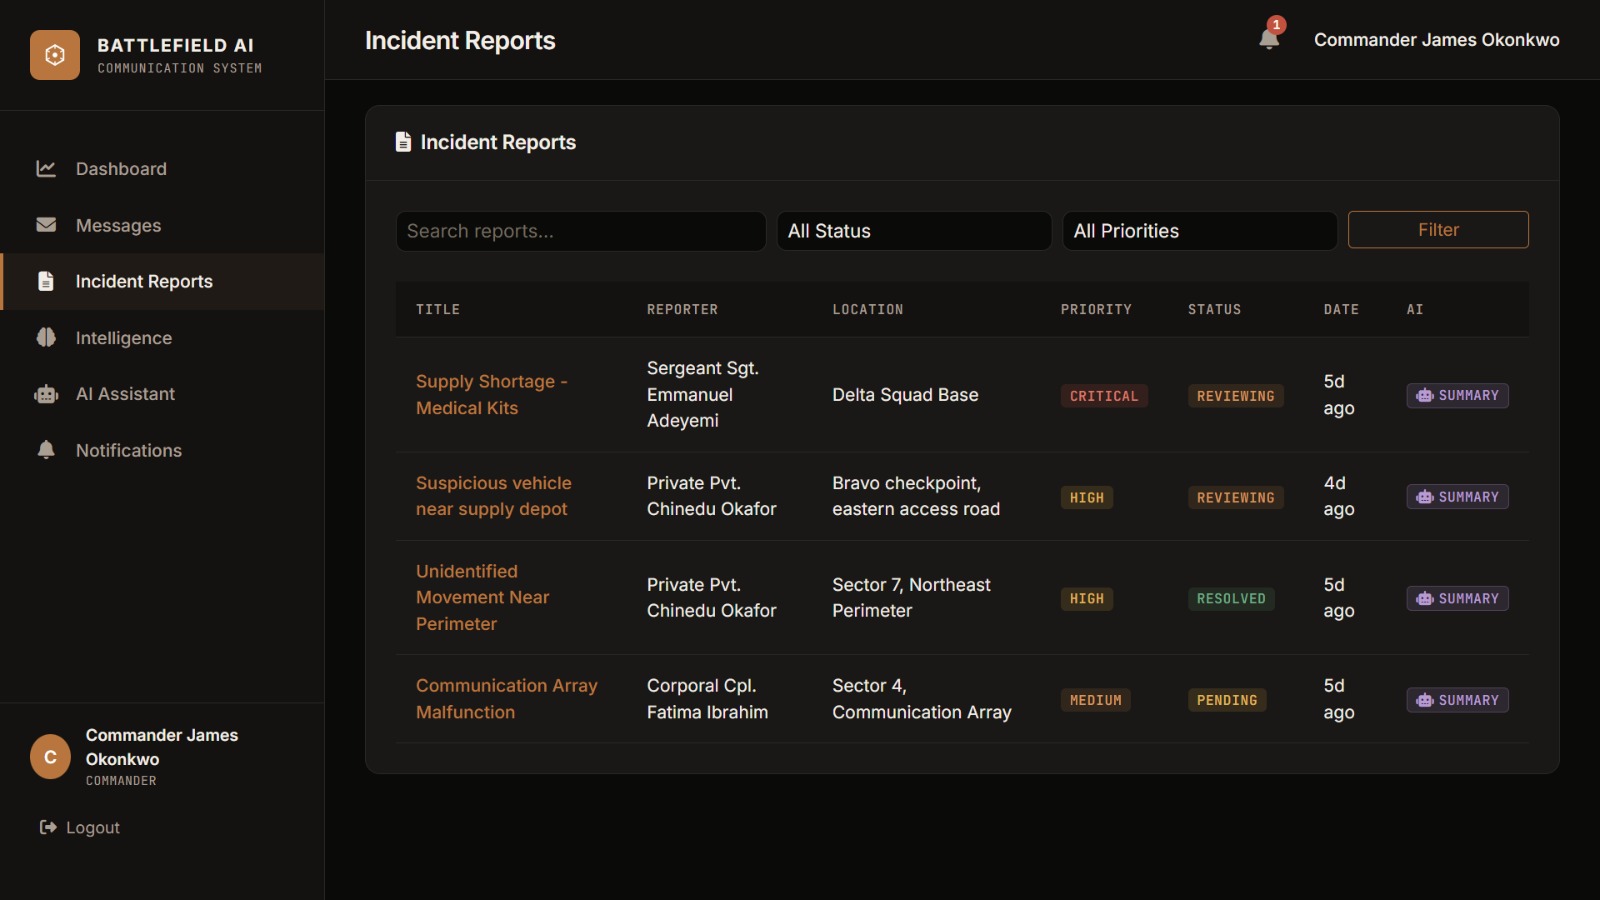 BATTLEFIELD AI
COMMUNICATION SYSTEM
Dashboard
Messages
Incident Reports
Intelligence
AI Assistant
Notifications
C
Commander James
Okonkwo
COMMANDER
Logout
Incident Reports
1
Commander James Okonkwo
Incident Reports
Search reports...
All Status
All Priorities
Filter
TITLE REPORTER LOCATION PRIORITY STATUS DATE AI
Supply Shortage -
Medical Kits
Sergeant Sgt.
Emmanuel
Adeyemi
Delta Squad Base
CRITICAL
REVIEWING
5d
ago
SUMMARY
Suspicious vehicle
near supply depot
Private Pvt.
Chinedu Okafor
Bravo checkpoint,
eastern access road
HIGH
REVIEWING
4d
ago
SUMMARY
Unidentified
Movement Near
Perimeter
Private Pvt.
Chinedu Okafor
Sector 7, Northeast
Perimeter
HIGH
RESOLVED
5d
ago
SUMMARY
Communication Array
Malfunction
Corporal Cpl.
Fatima Ibrahim
Sector 4,
Communication Array
MEDIUM
PENDING
5d
ago
SUMMARY